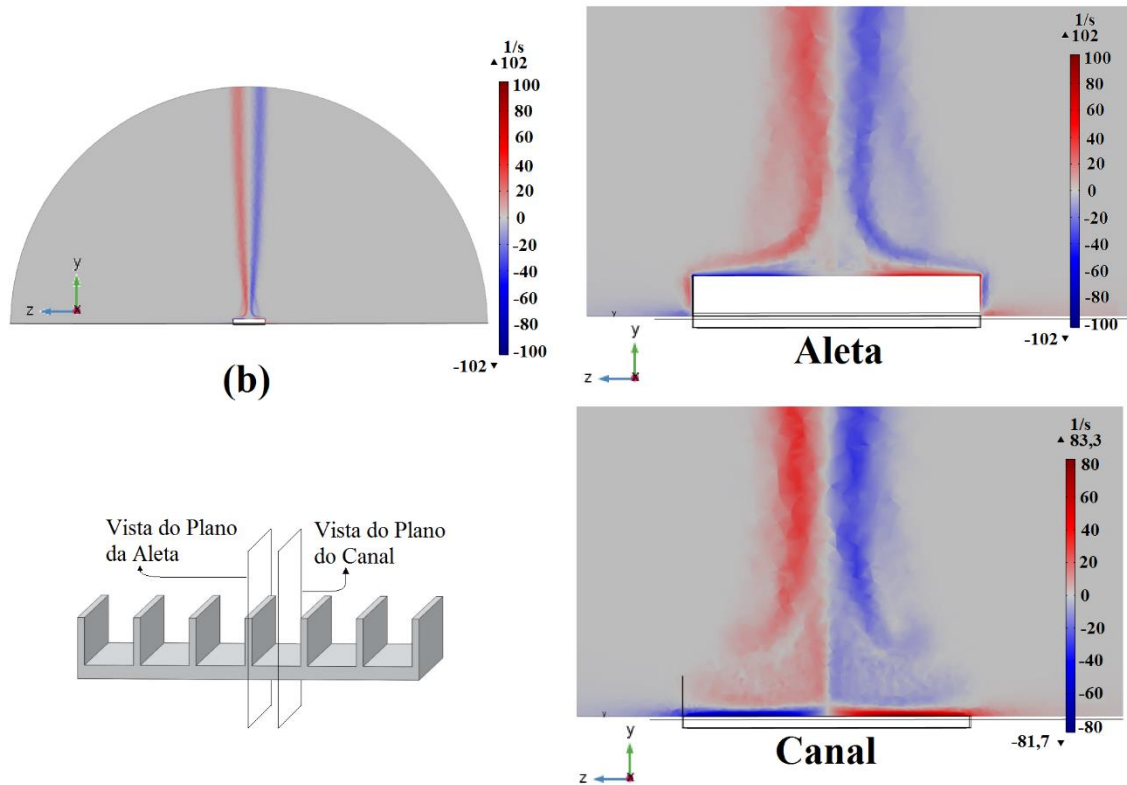 1/s
▲ 102
100
80
60
40
20
0
-20
-40
-60
-80
-100
-102 ▼
y
z
x
(b)
1/s
▲ 102
100
80
60
40
20
0
-20
-40
-60
-80
-100
-102 ▼
y
Aleta
y
z
x
Vista do Plano
da Aleta
Vista do Plano
do Canal
1/s
▲ 83,3
80
60
40
20
0
-20
-40
-60
-80
-81,7 ▼
y
Canal
y
z
x